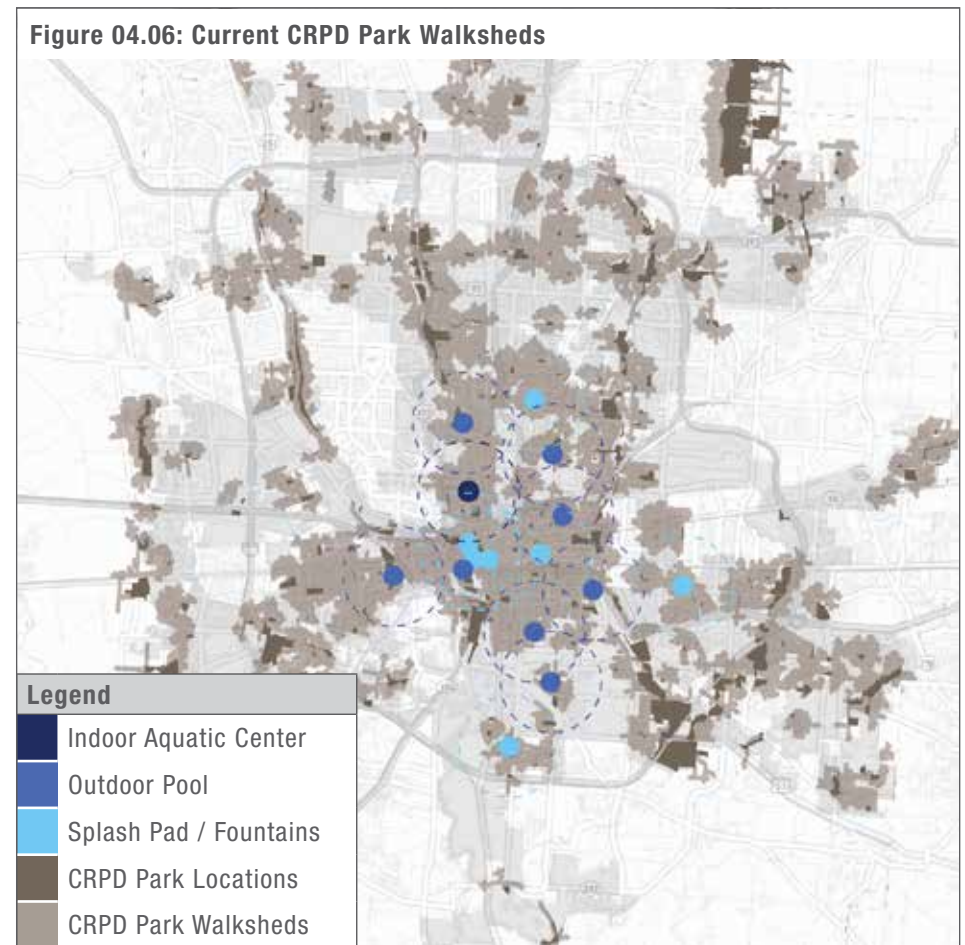 Figure 04.06: Current CRPD Park Walksheds
Legend
Indoor Aquatic Center
Outdoor Pool
Splash Pad / Fountains
CRPD Park Locations
CRPD Park Walksheds